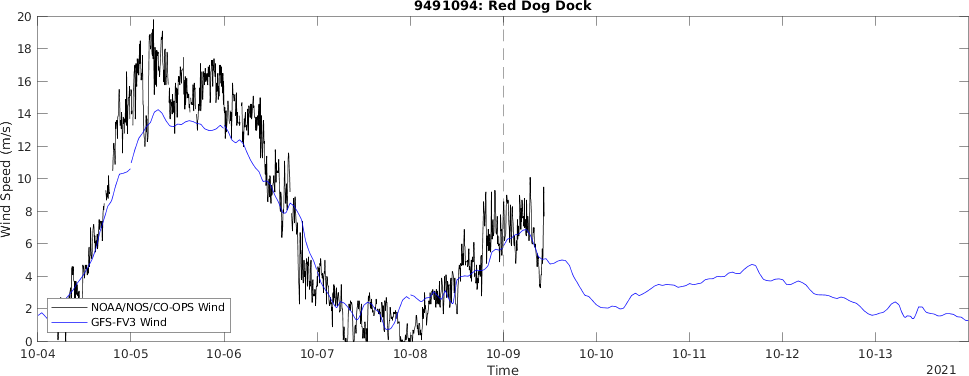 9491094: Red Dog Dock
Wind Speed (m/s)
20
18
16
14
12
10
8
6
4
2
0
NOAA/NOS/CO-OPS Wind
GFS-FV3 Wind
10-04 10-05 10-06 10-07 10-08 10-09 10-10 10-11 10-12 10-13
Time
2021